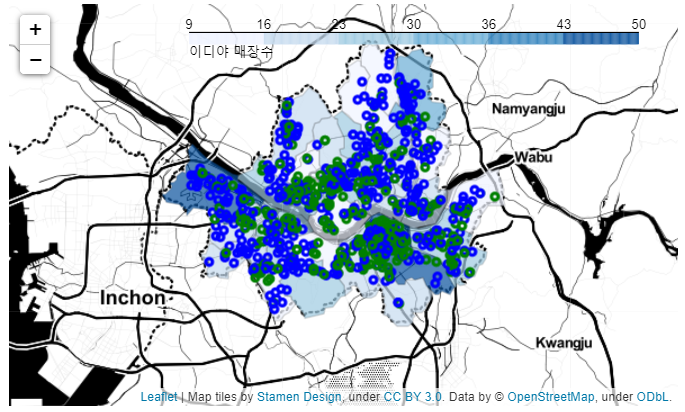 +
−
9 16 23 30 36 43 50
이디야 매장수
Namyangju
Wabu
Inchon
Kwangju
Leaflet | Map tiles by Stamen Design, under CC BY 3.0. Data by © OpenStreetMap, under ODbL.